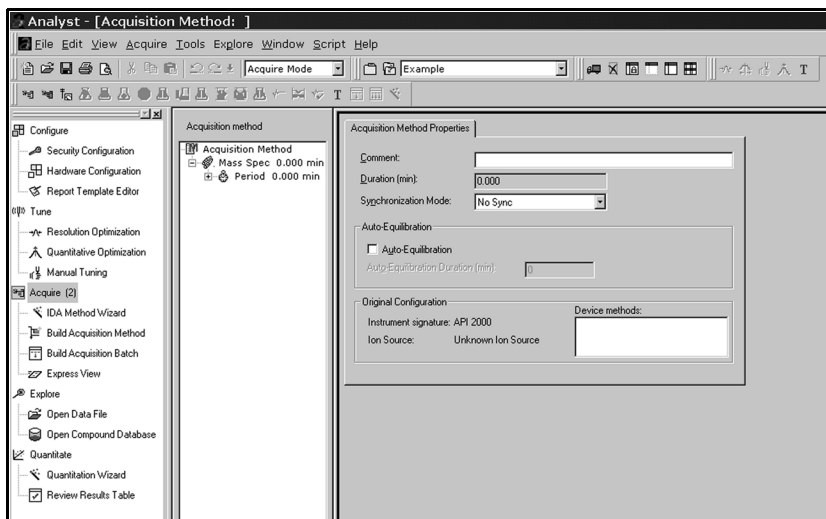 Analyst - [Acquisition Method: ]
File Edit View Acquire Tools Explore Window Script Help
Acquire Mode Example T
T
Configure
Security Configuration
Hardware Configuration
Report Template Editor
Tune
Resolution Optimization
Quantitative Optimization
Manual Tuning
Acquire (2)
IDA Method Wizard
Build Acquisition Method
Build Acquisition Batch
Express View
Explore
Open Data File
Open Compound Database
Quantitate
Quantitation Wizard
Review Results Table
Acquisition method
Acquisition Method
Mass Spec 0.000 min
Period 0.000 min
Acquisition Method Properties
Comment:
Duration (min): 0.000
Synchronization Mode: No Sync
Auto-Equilibration
Auto-Equilibration
Auto-Equilibration Duration (min): 0
Original Configuration
Instrument signature: API 2000
Ion Source: Unknown Ion Source
Device methods: